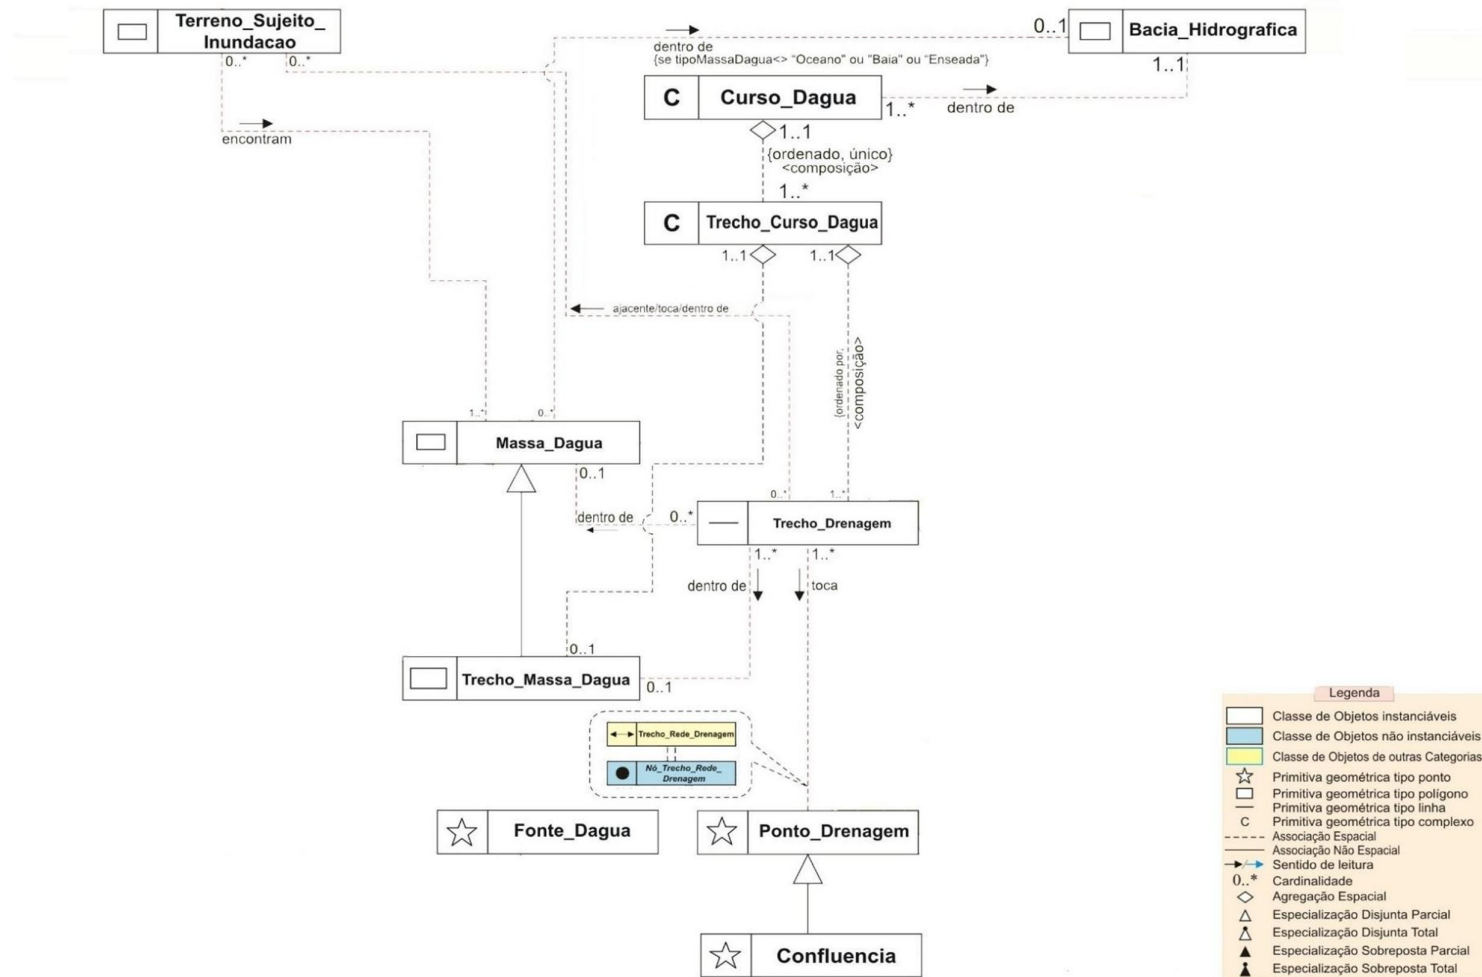 Terreno_Sujeito_
Inundacao
0..*
0..*
encontram
dentro de
{se tipoMassaDagua<> "Oceano" ou "Baia" ou "Enseada"}
0..1
Bacia_Hidrografica
1..1
C
Curso_Dagua
1..*
dentro de
1..1
{ordenado, único}
<composição>
1..*
C
Trecho_Curso_Dagua
1..1
1..1
ajacente/toca/dentro de
{ordenado por,
<composição>
1..*
0..*
Massa_Dagua
0..1
dentro de
0..*
0..*
1..*
Trecho_Drenagem
1..*
1..*
dentro de
toca
0..1
Trecho_Massa_Dagua
0..1
Trecho_Rede_Drenagem
Nó_Trecho_Rede_
Drenagem
Fonte_Dagua
Ponto_Drenagem
Confluencia
Legenda
Classe de Objetos instanciáveis
Classe de Objetos não instanciáveis
Classe de Objetos de outras Categorias
Primitiva geométrica tipo ponto
Primitiva geométrica tipo polígono
Primitiva geométrica tipo linha
C Primitiva geométrica tipo complexo
Associação Espacial
Associação Não Espacial
Sentido de leitura
0..* Cardinalidade
Agregação Espacial
Especialização Disjunta Parcial
Especialização Disjunta Total
Especialização Sobreposta Parcial
Especialização Sobreposta Total